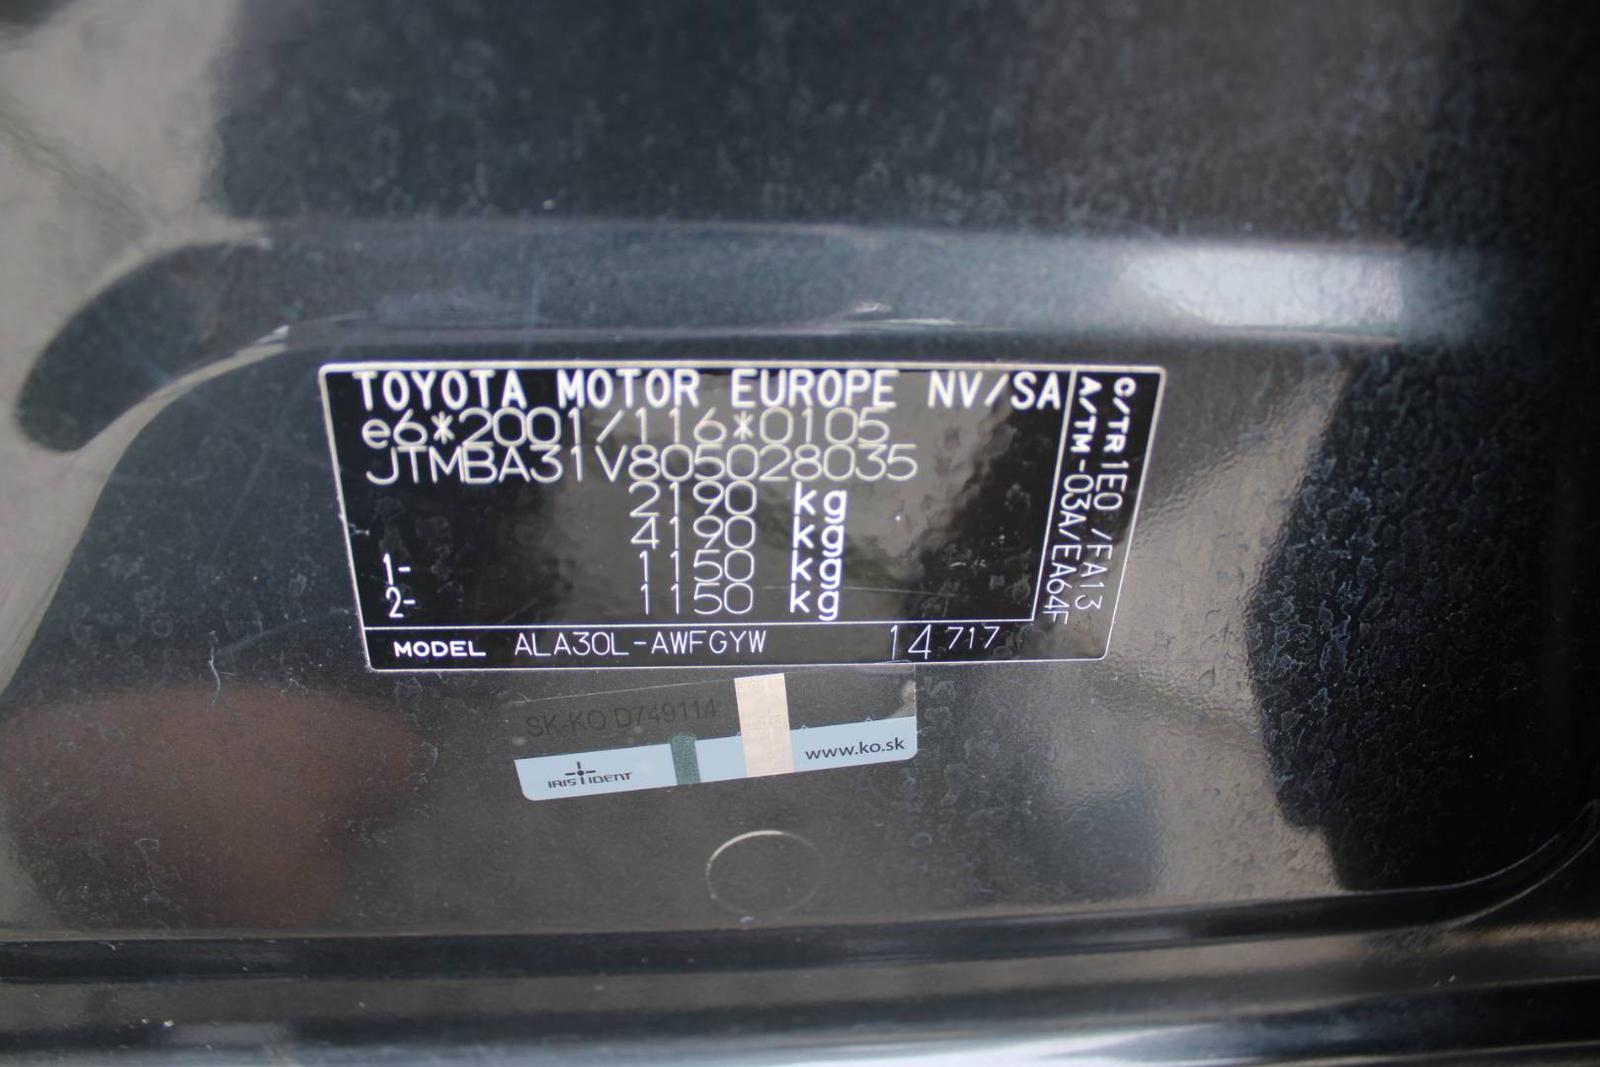 TOYOTA MOTOR EUROPE NV/SA
e6*2001/116*0105
JTMBA31V805028035
2190 kg
4190 kg
1- 1150 kg
2- 1150 kg
MODEL ALA30L-AWFGYW 14 717
C/TR 1E0 /FA13
A/TM -03A/EA64F
SK-KO D749114
IRIS IDENT
www.ko.sk